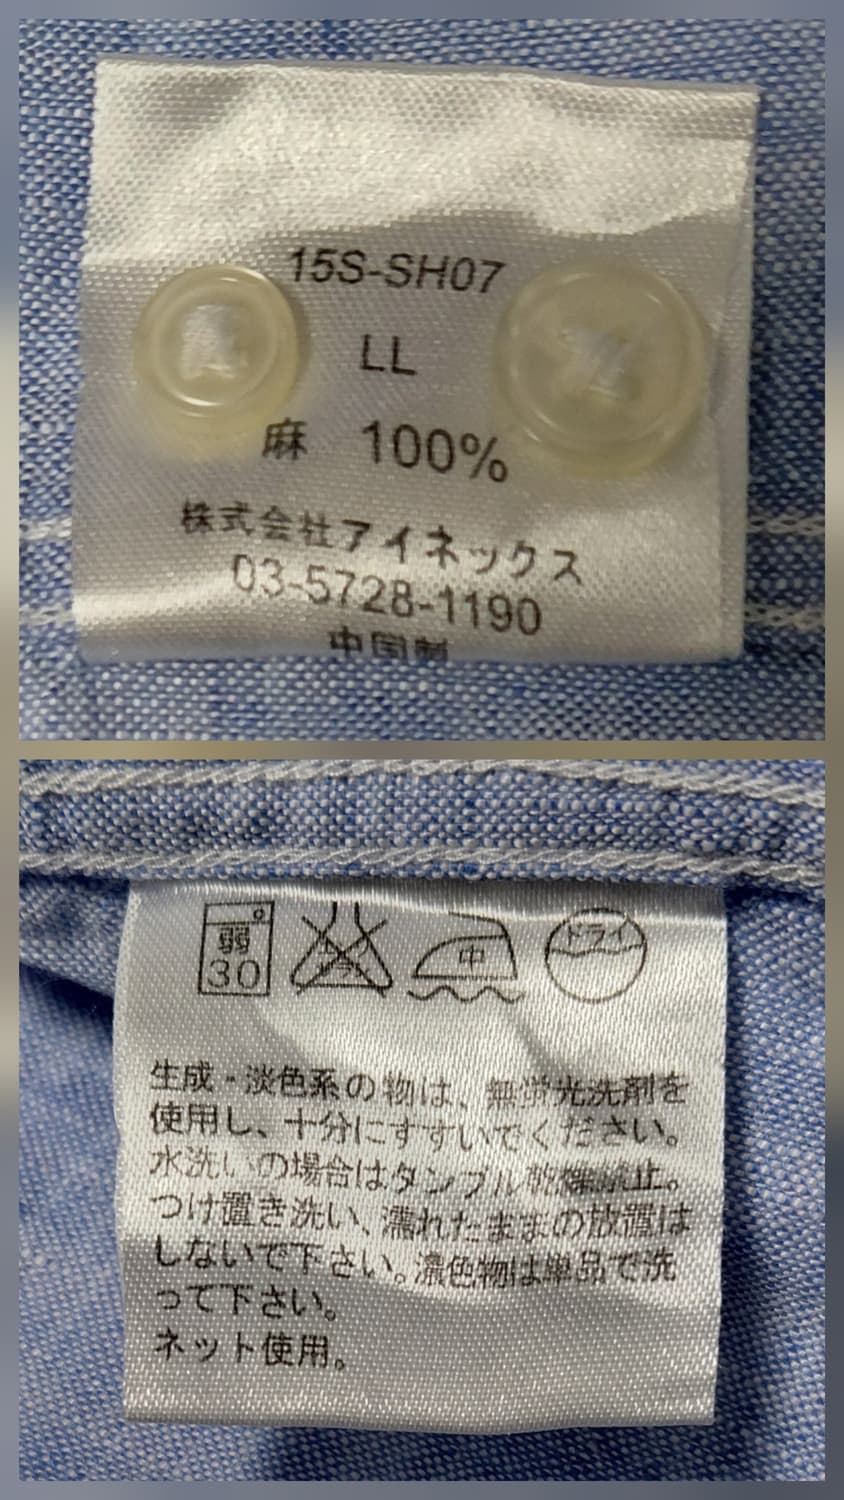 15S-SH07
LL
麻 100%
株式会社アイネックス
03-5728-1190
中国製
弱
30
中
ドライ
生成・淡色系の物は、無蛍光洗剤を
使用し、十分にすすいでください。
水洗いの場合はタンブル乾燥禁止。
つけ置き洗い、濡れたままの放置は
しないで下さい。濃色物は単品で洗
って下さい。
ネット使用。